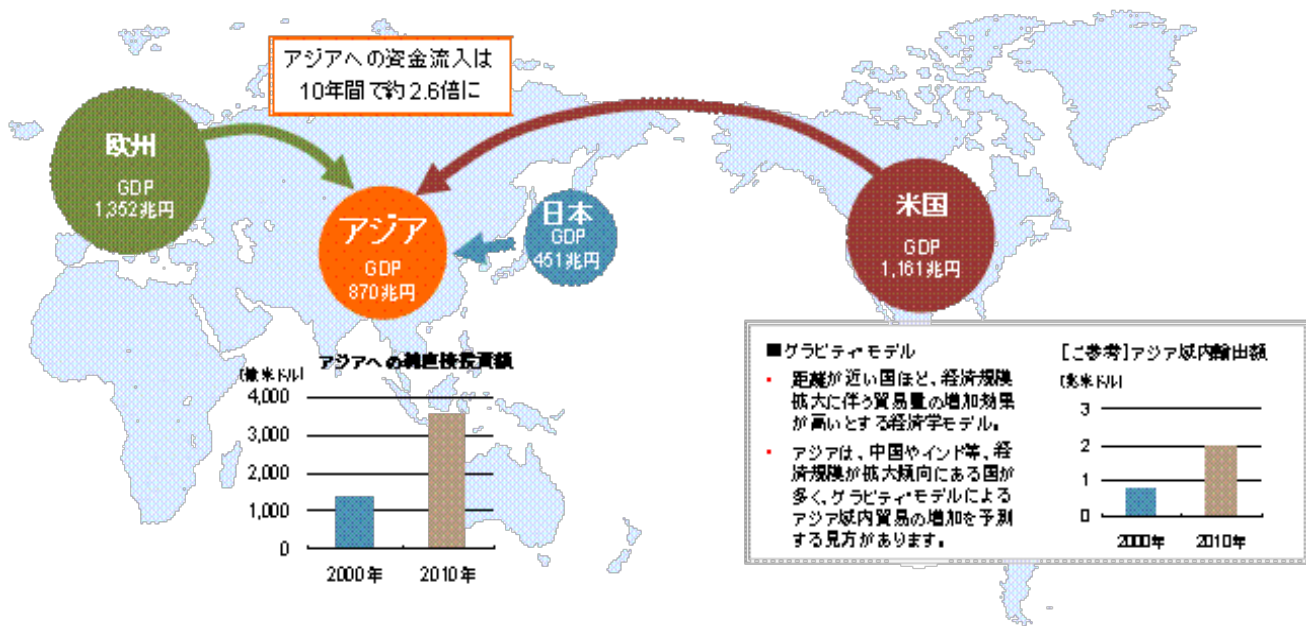 アジアへの資金流入は
10年間で約2.6倍に
欧州
GDP
1,352兆円
アジア
GDP
870兆円
日本
GDP
451兆円
米国
GDP
1,161兆円
アジアへの純直接投資額
(億米ドル)
4,000
3,000
2,000
1,000
0
2000年
2010年
■グラビティ・モデル
• 距離が近い国ほど、経済規模
拡大に伴う貿易量の増加効果
が高いとする経済学モデル。
• アジアは、中国やインド等、経
済規模が拡大傾向にある国が
多く、グラビティ・モデルによる
アジア域内貿易の増加を予測
する見方があります。
[ご参考]アジア域内輸出額
(兆米ドル)
3
2
1
0
2000年
2010年